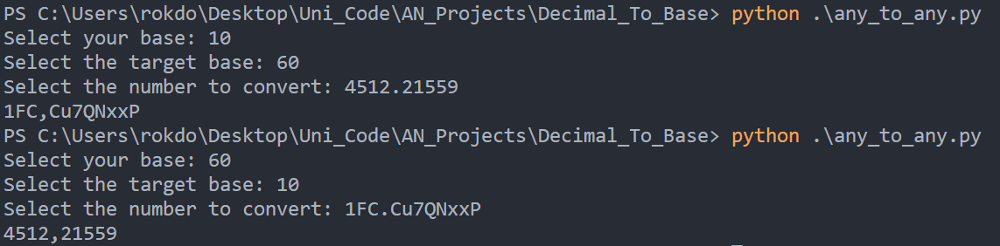 PS C:\Users\rokdo\Desktop\Uni_Code\AN_Projects\Decimal_To_Base> python .\any_to_any.py
Select your base: 10
Select the target base: 60
Select the number to convert: 4512.21559
1FC,Cu7QNxxP
PS C:\Users\rokdo\Desktop\Uni_Code\AN_Projects\Decimal_To_Base> python .\any_to_any.py
Select your base: 60
Select the target base: 10
Select the number to convert: 1FC.Cu7QNxxP
4512,21559